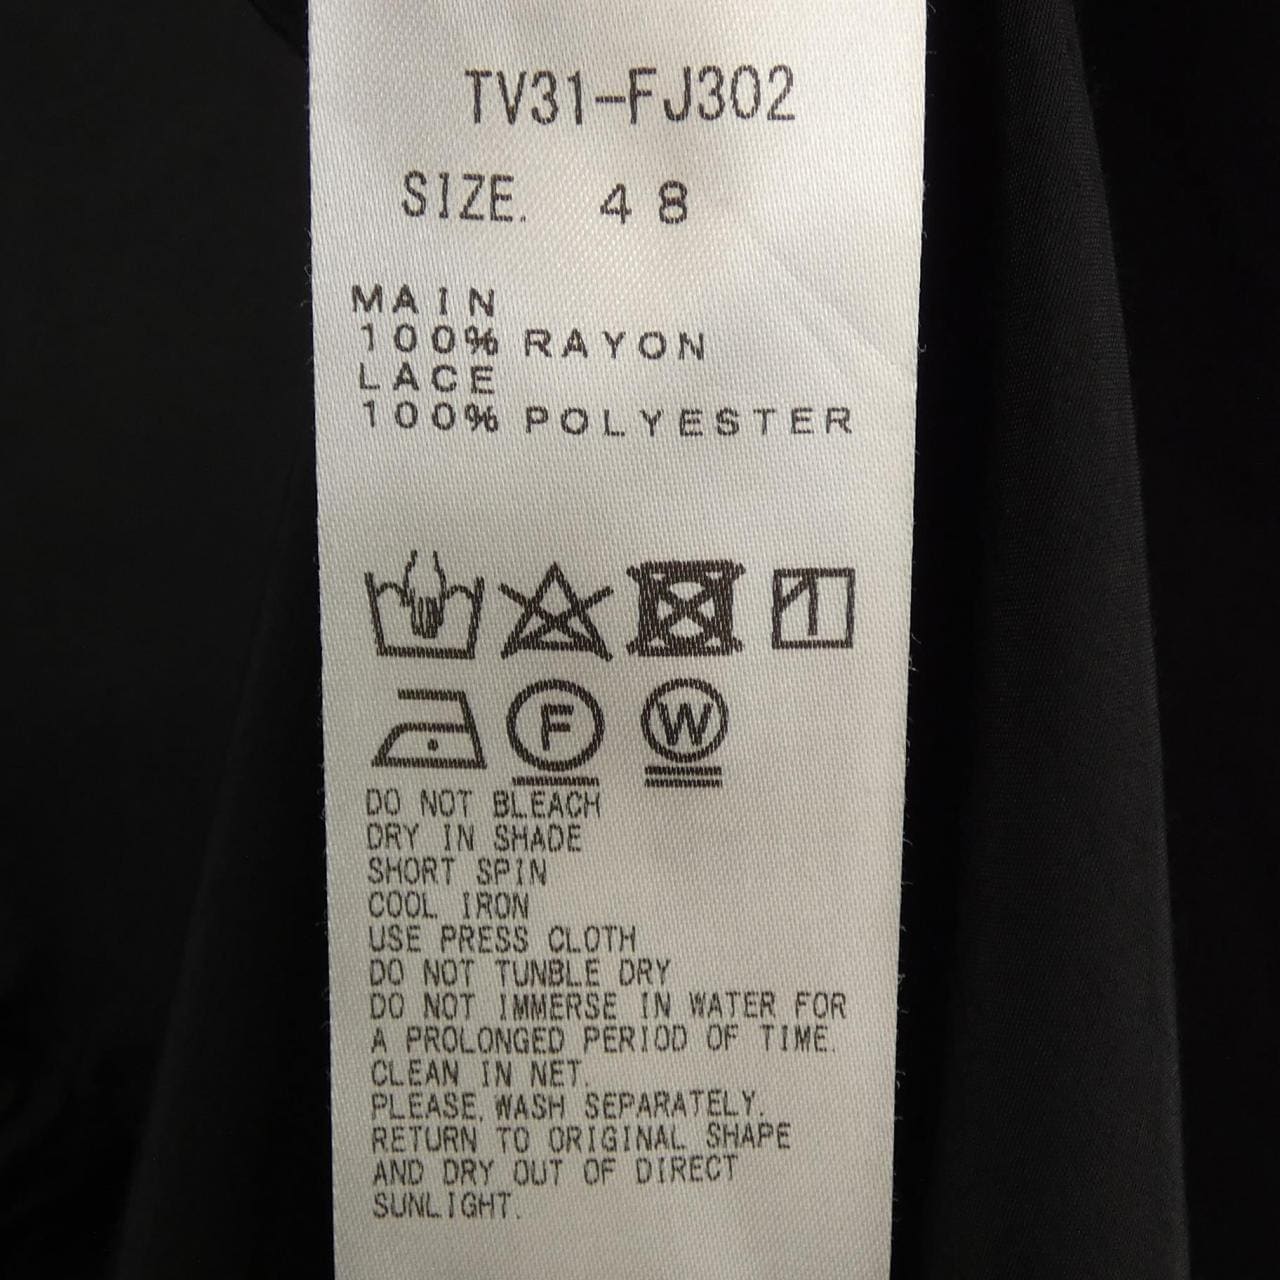 TV31-FJ302
SIZE. 48
MAIN
100% RAYON
LACE
100% POLYESTER
F W
DO NOT BLEACH
DRY IN SHADE
SHORT SPIN
COOL IRON
USE PRESS CLOTH
DO NOT TUNBLE DRY
DO NOT IMMERSE IN WATER FOR
A PROLONGED PERIOD OF TIME.
CLEAN IN NET.
PLEASE.WASH SEPARATELY.
RETURN TO ORIGINAL SHAPE
AND DRY OUT OF DIRECT
SUNLIGHT.